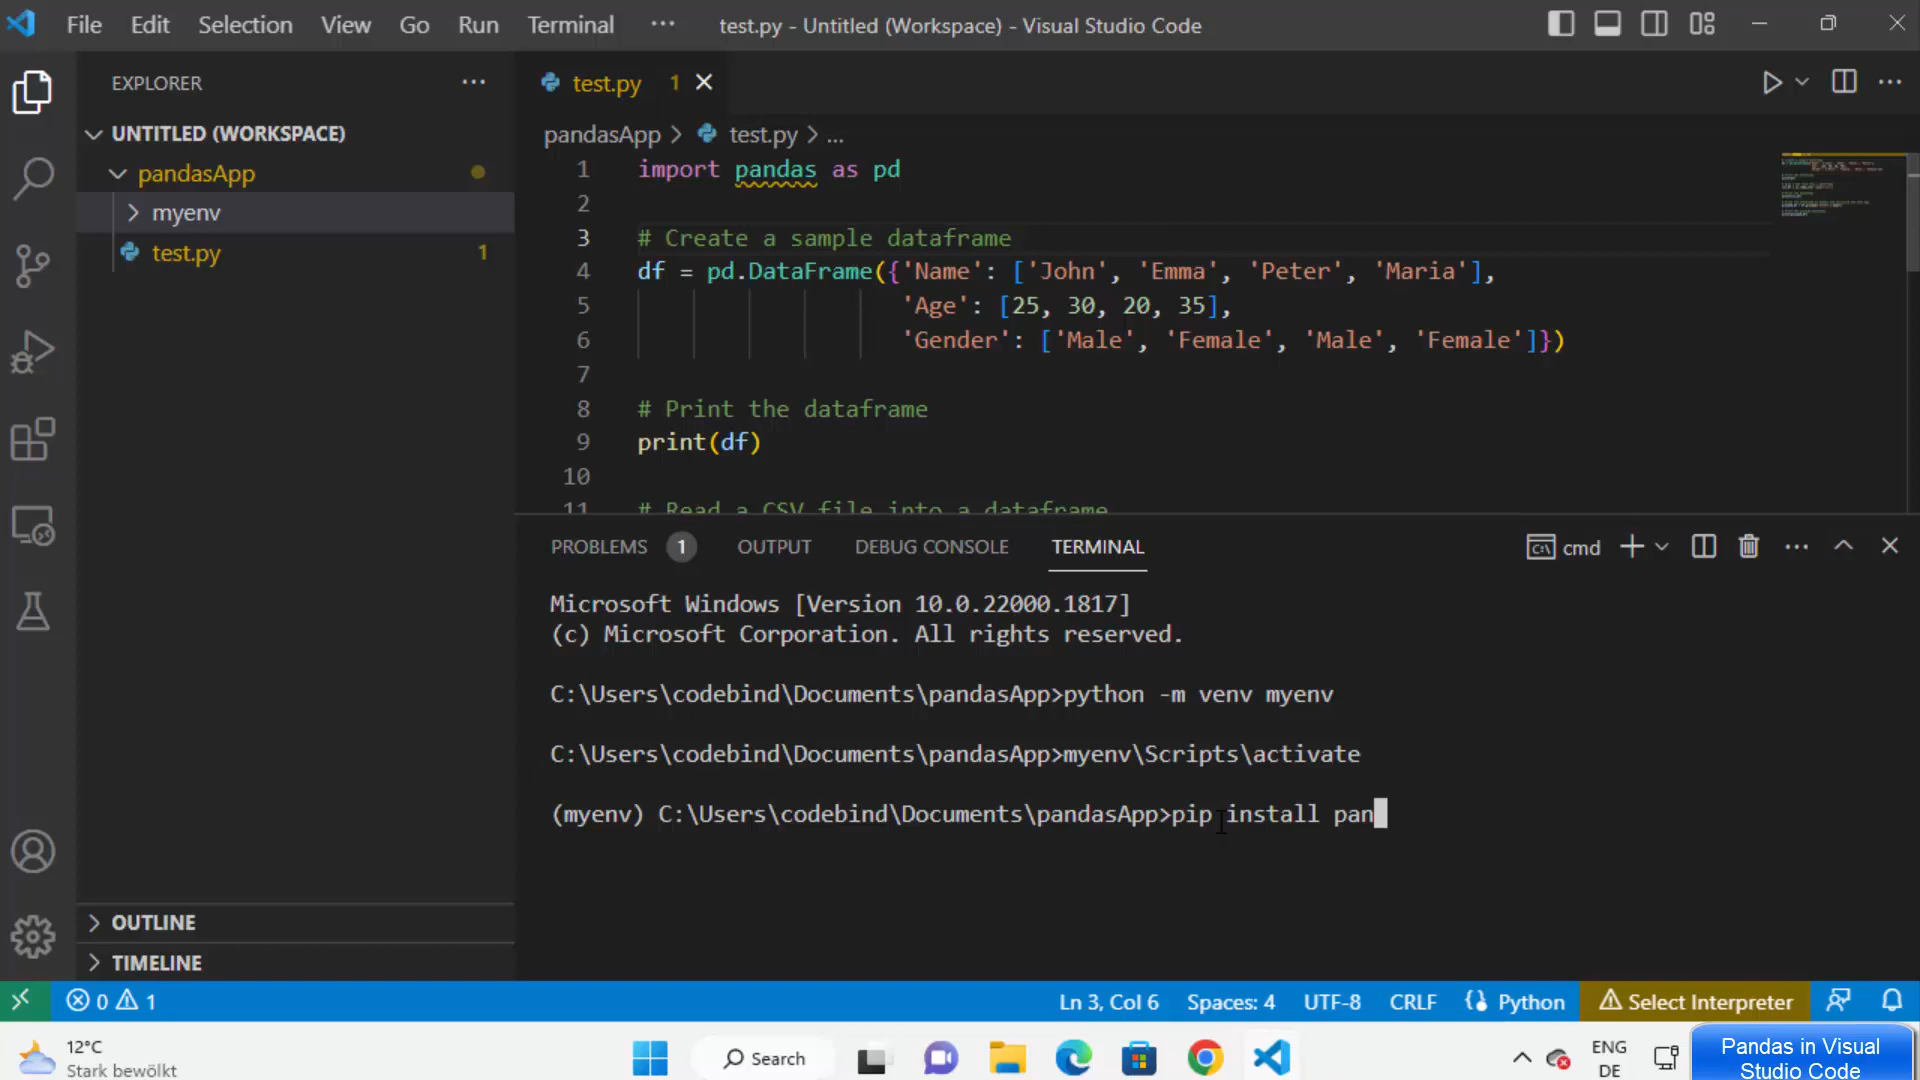 File Edit Selection View Go Run Terminal ··· test.py - Untitled (Workspace) - Visual Studio Code
EXPLORER ···
UNTITLED (WORKSPACE)
pandasApp
myenv
test.py 1
test.py 1
pandasApp > test.py > ...
1 import pandas as pd
2
3 # Create a sample dataframe
4 df = pd.DataFrame({'Name': ['John', 'Emma', 'Peter', 'Maria'],
5 'Age': [25, 30, 20, 35],
6 'Gender': ['Male', 'Female', 'Male', 'Female']})
7
8 # Print the dataframe
9 print(df)
10
11 # Read a CSV file into a dataframe
PROBLEMS 1 OUTPUT DEBUG CONSOLE TERMINAL cmd
Microsoft Windows [Version 10.0.22000.1817]
(c) Microsoft Corporation. All rights reserved.
C:\Users\codebind\Documents\pandasApp>python -m venv myenv
C:\Users\codebind\Documents\pandasApp>myenv\Scripts\activate
(myenv) C:\Users\codebind\Documents\pandasApp>pip install pan
OUTLINE
TIMELINE
0 1 Ln 3, Col 6 Spaces: 4 UTF-8 CRLF Python Select Interpreter
12°C
Stark bewölkt
Search
ENG
DE
Pandas in Visual
Studio Code